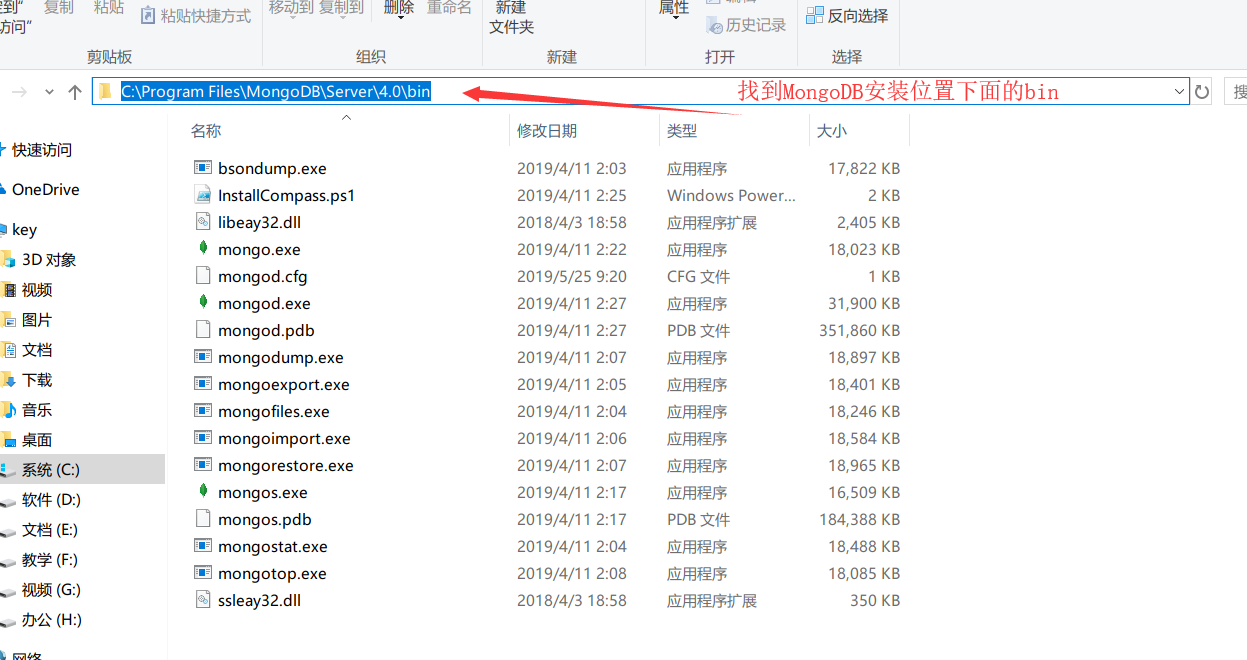 复制
粘贴
粘贴快捷方式
移动到 复制到
删除
重命名
新建
文件夹
属性
历史记录
反向选择
剪贴板
组织
新建
打开
选择
C:\Program Files\MongoDB\Server\4.0\bin
找到MongoDB安装位置下面的bin
名称 修改日期 类型 大小
bsondump.exe 2019/4/11 2:03 应用程序 17,822 KB
InstallCompass.ps1 2019/4/11 2:25 Windows Power... 2 KB
libeay32.dll 2018/4/3 18:58 应用程序扩展 2,405 KB
mongo.exe 2019/4/11 2:22 应用程序 18,023 KB
mongod.cfg 2019/5/25 9:20 CFG 文件 1 KB
mongod.exe 2019/4/11 2:27 应用程序 31,900 KB
mongod.pdb 2019/4/11 2:27 PDB 文件 351,860 KB
mongodump.exe 2019/4/11 2:07 应用程序 18,897 KB
mongoexport.exe 2019/4/11 2:05 应用程序 18,401 KB
mongofiles.exe 2019/4/11 2:04 应用程序 18,246 KB
mongoimport.exe 2019/4/11 2:06 应用程序 18,584 KB
mongorestore.exe 2019/4/11 2:07 应用程序 18,965 KB
mongos.exe 2019/4/11 2:17 应用程序 16,509 KB
mongos.pdb 2019/4/11 2:17 PDB 文件 184,388 KB
mongostat.exe 2019/4/11 2:04 应用程序 18,488 KB
mongotop.exe 2019/4/11 2:08 应用程序 18,085 KB
ssleay32.dll 2018/4/3 18:58 应用程序扩展 350 KB
快速访问
OneDrive
key
3D 对象
视频
图片
文档
下载
音乐
桌面
系统 (C:)
软件 (D:)
文档 (E:)
教学 (F:)
视频 (G:)
办公 (H:)
网络